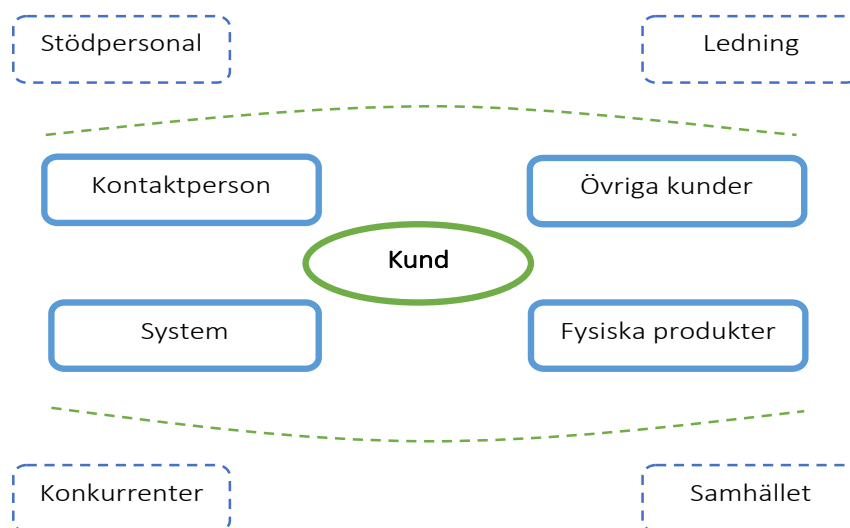 Stödpersonal
Ledning
Kontaktperson
Övriga kunder
Kund
System
Fysiska produkter
Konkurrenter
Samhället